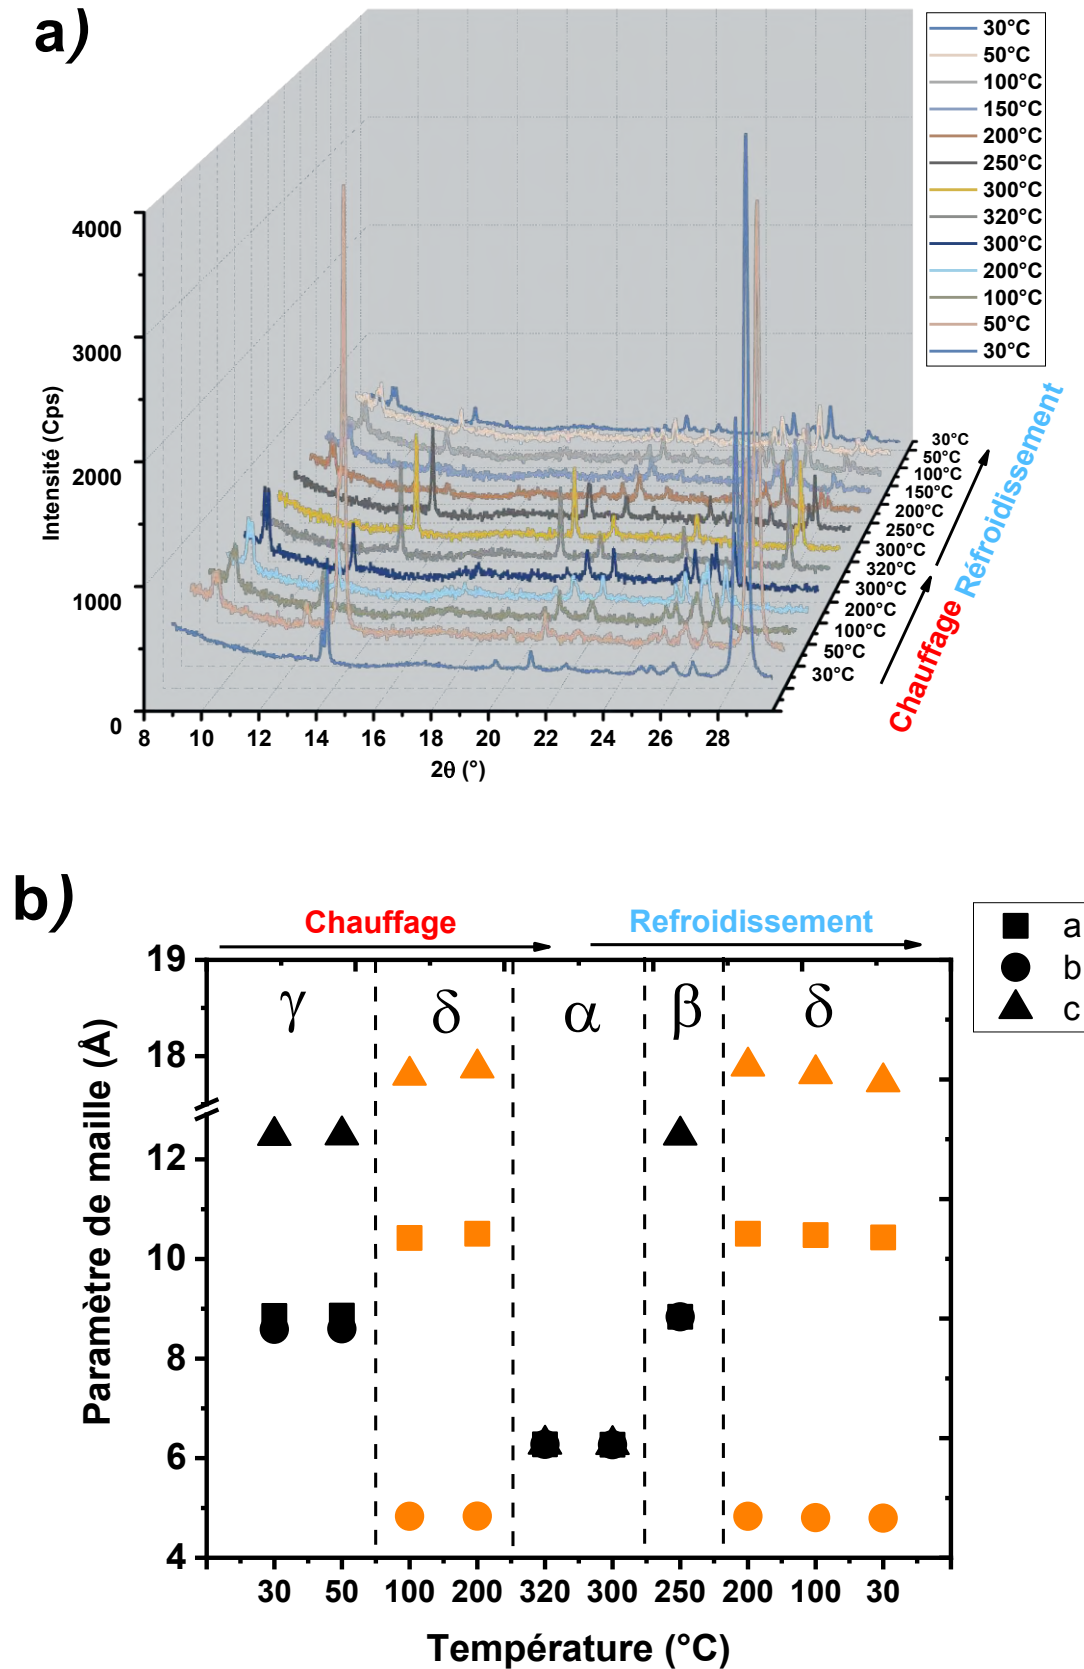 a)
30°C
50°C
100°C
150°C
200°C
250°C
300°C
320°C
300°C
200°C
100°C
50°C
30°C
4000
3000
2000
1000
0
Intensité (Cps)
8 10 12 14 16 18 20 22 24 26 28
2θ (°)
30°C
50°C
100°C
150°C
200°C
250°C
300°C
320°C
300°C
200°C
100°C
50°C
30°C
Chauffage Réfroidissement
b)
Chauffage Refroidissement
a
b
c
γ δ α β δ
19
18
12
10
8
6
4
Paramètre de maille (Å)
30 50 100 200 320 300 250 200 100 30
Température (°C)